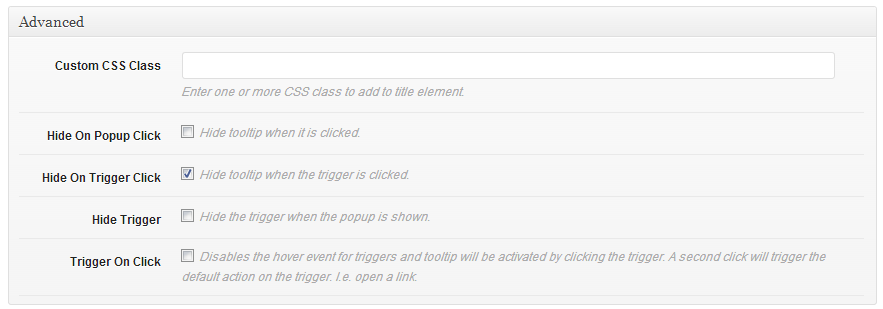 Advanced
Custom CSS Class
Enter one or more CSS class to add to title element.
Hide On Popup Click
Hide tooltip when it is clicked.
Hide On Trigger Click
Hide tooltip when the trigger is clicked.
Hide Trigger
Hide the trigger when the popup is shown.
Trigger On Click
Disables the hover event for triggers and tooltip will be activated by clicking the trigger. A second click will trigger the
default action on the trigger. I.e. open a link.